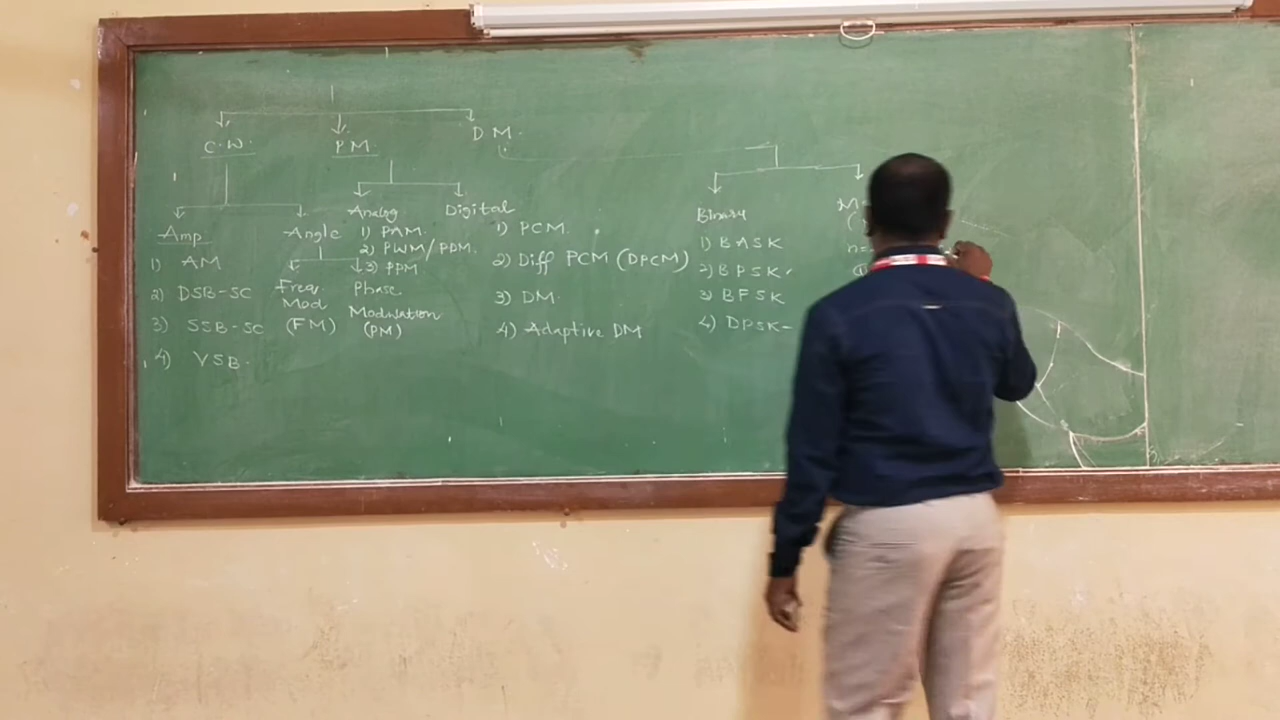 C.W.
P M.
D M.
Amp
1) AM
2) DSB-SC
3) SSB-SC
4) VSB.
Angle
Freq
Mod
(FM)
Phase
Modulation
(PM)
Analog
1) PAM.
2) PWM/PDM.
3) PPM
Digital
1) PCM.
2) Diff PCM (DPCM)
3) DM.
4) Adaptive DM
Binary
1) BASK
2) BPSK
3) BFSK
4) DPSK-
M
(
n=